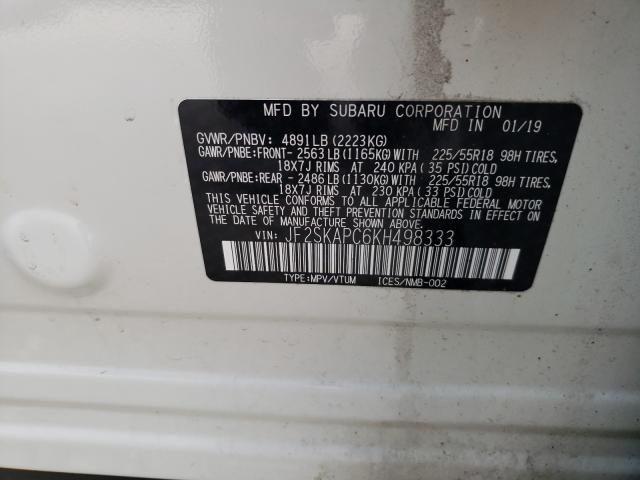 MFD BY SUBARU CORPORATION
MFD IN 01/19
GVWR/PNBV: 4891LB (2223KG)
GAWR/PNBE:FRONT- 2563LB (1165KG) WITH 225/55R18 98H TIRES,
18X7J RIMS AT 240 KPA (35 PSI) COLD
GAWR/PNBE:REAR - 2486LB (1130KG) WITH 225/55R18 98H TIRES,
18X7J RIMS AT 230 KPA (33 PSI) COLD
THIS VEHICLE CONFORMS TO ALL APPLICABLE FEDERAL MOTOR
VEHICLE SAFETY AND THEFT PREVENTION STANDARDS IN EFFECT ON
THE DATE OF MANUFACTURE SHOWN ABOVE.
VIN: JF2SKAPC6KH498333
TYPE:MPV/VTUM ICES/NMB-002